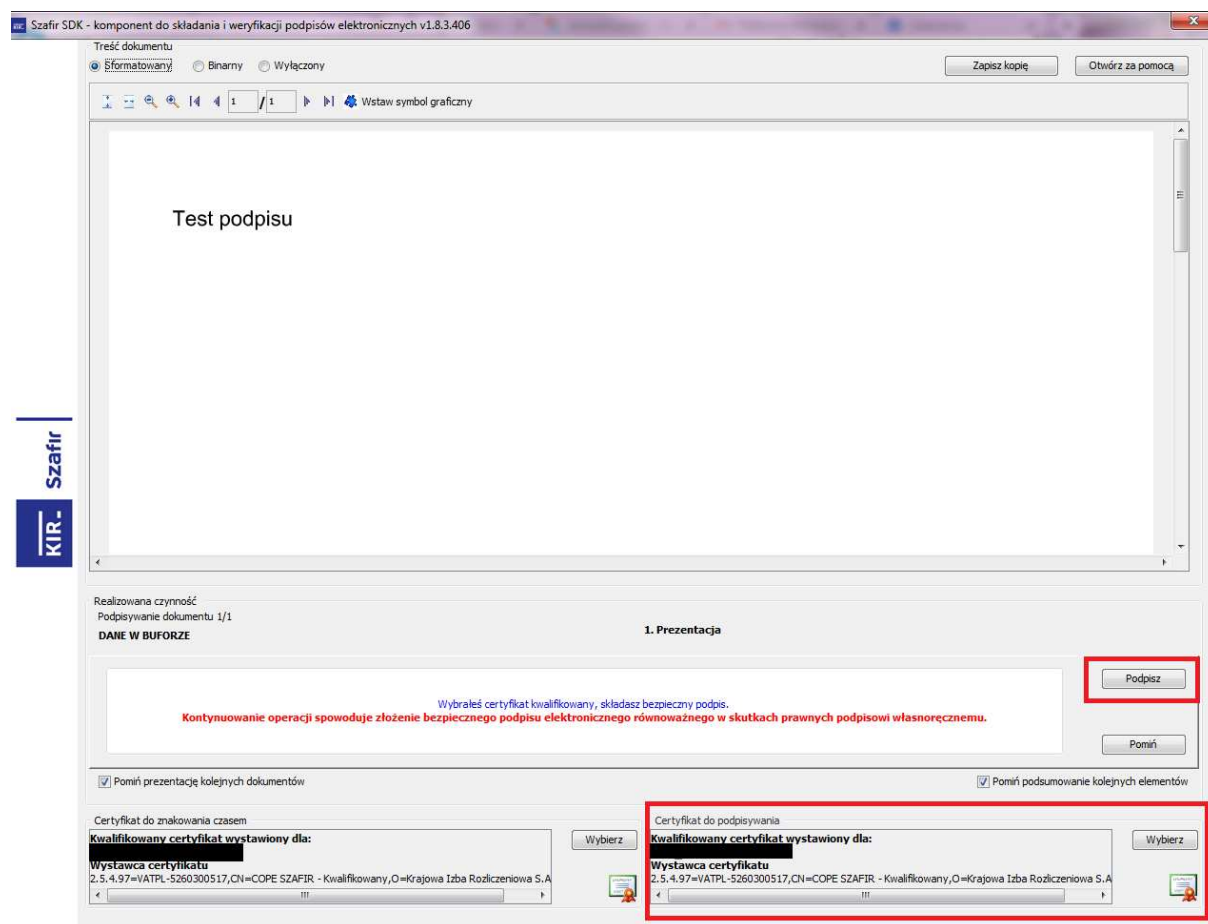 Szafir SDK - komponent do składania i weryfikacji podpisów elektronicznych v1.8.3.406
Treść dokumentu
Sformatowany Binarny Wyłączony Zapisz kopię Otwórz za pomocą
1 / 1 Wstaw symbol graficzny
Test podpisu
KIR Szafir
Realizowana czynność
Podpisywanie dokumentu 1/1
DANE W BUFORZE
1. Prezentacja
Podpisz
Wybrałeś certyfikat kwalifikowany, składasz bezpieczny podpis.
Kontynuowanie operacji spowoduje złożenie bezpiecznego podpisu elektronicznego równoważnego w skutkach prawnych podpisowi własnoręcznemu.
Pomiń
Pomiń prezentację kolejnych dokumentów Pomiń podsumowanie kolejnych elementów
Certyfikat do znakowania czasem
Kwalifikowany certyfikat wystawiony dla:
Wybierz
Wystawca certyfikatu
2.5.4.97=VATPL-5260300517,CN=COPE SZAFIR - Kwalifikowany,O=Krajowa Izba Rozliczeniowa S.A
Certyfikat do podpisywania
Kwalifikowany certyfikat wystawiony dla:
Wybierz
Wystawca certyfikatu
2.5.4.97=VATPL-5260300517,CN=COPE SZAFIR - Kwalifikowany,O=Krajowa Izba Rozliczeniowa S.A